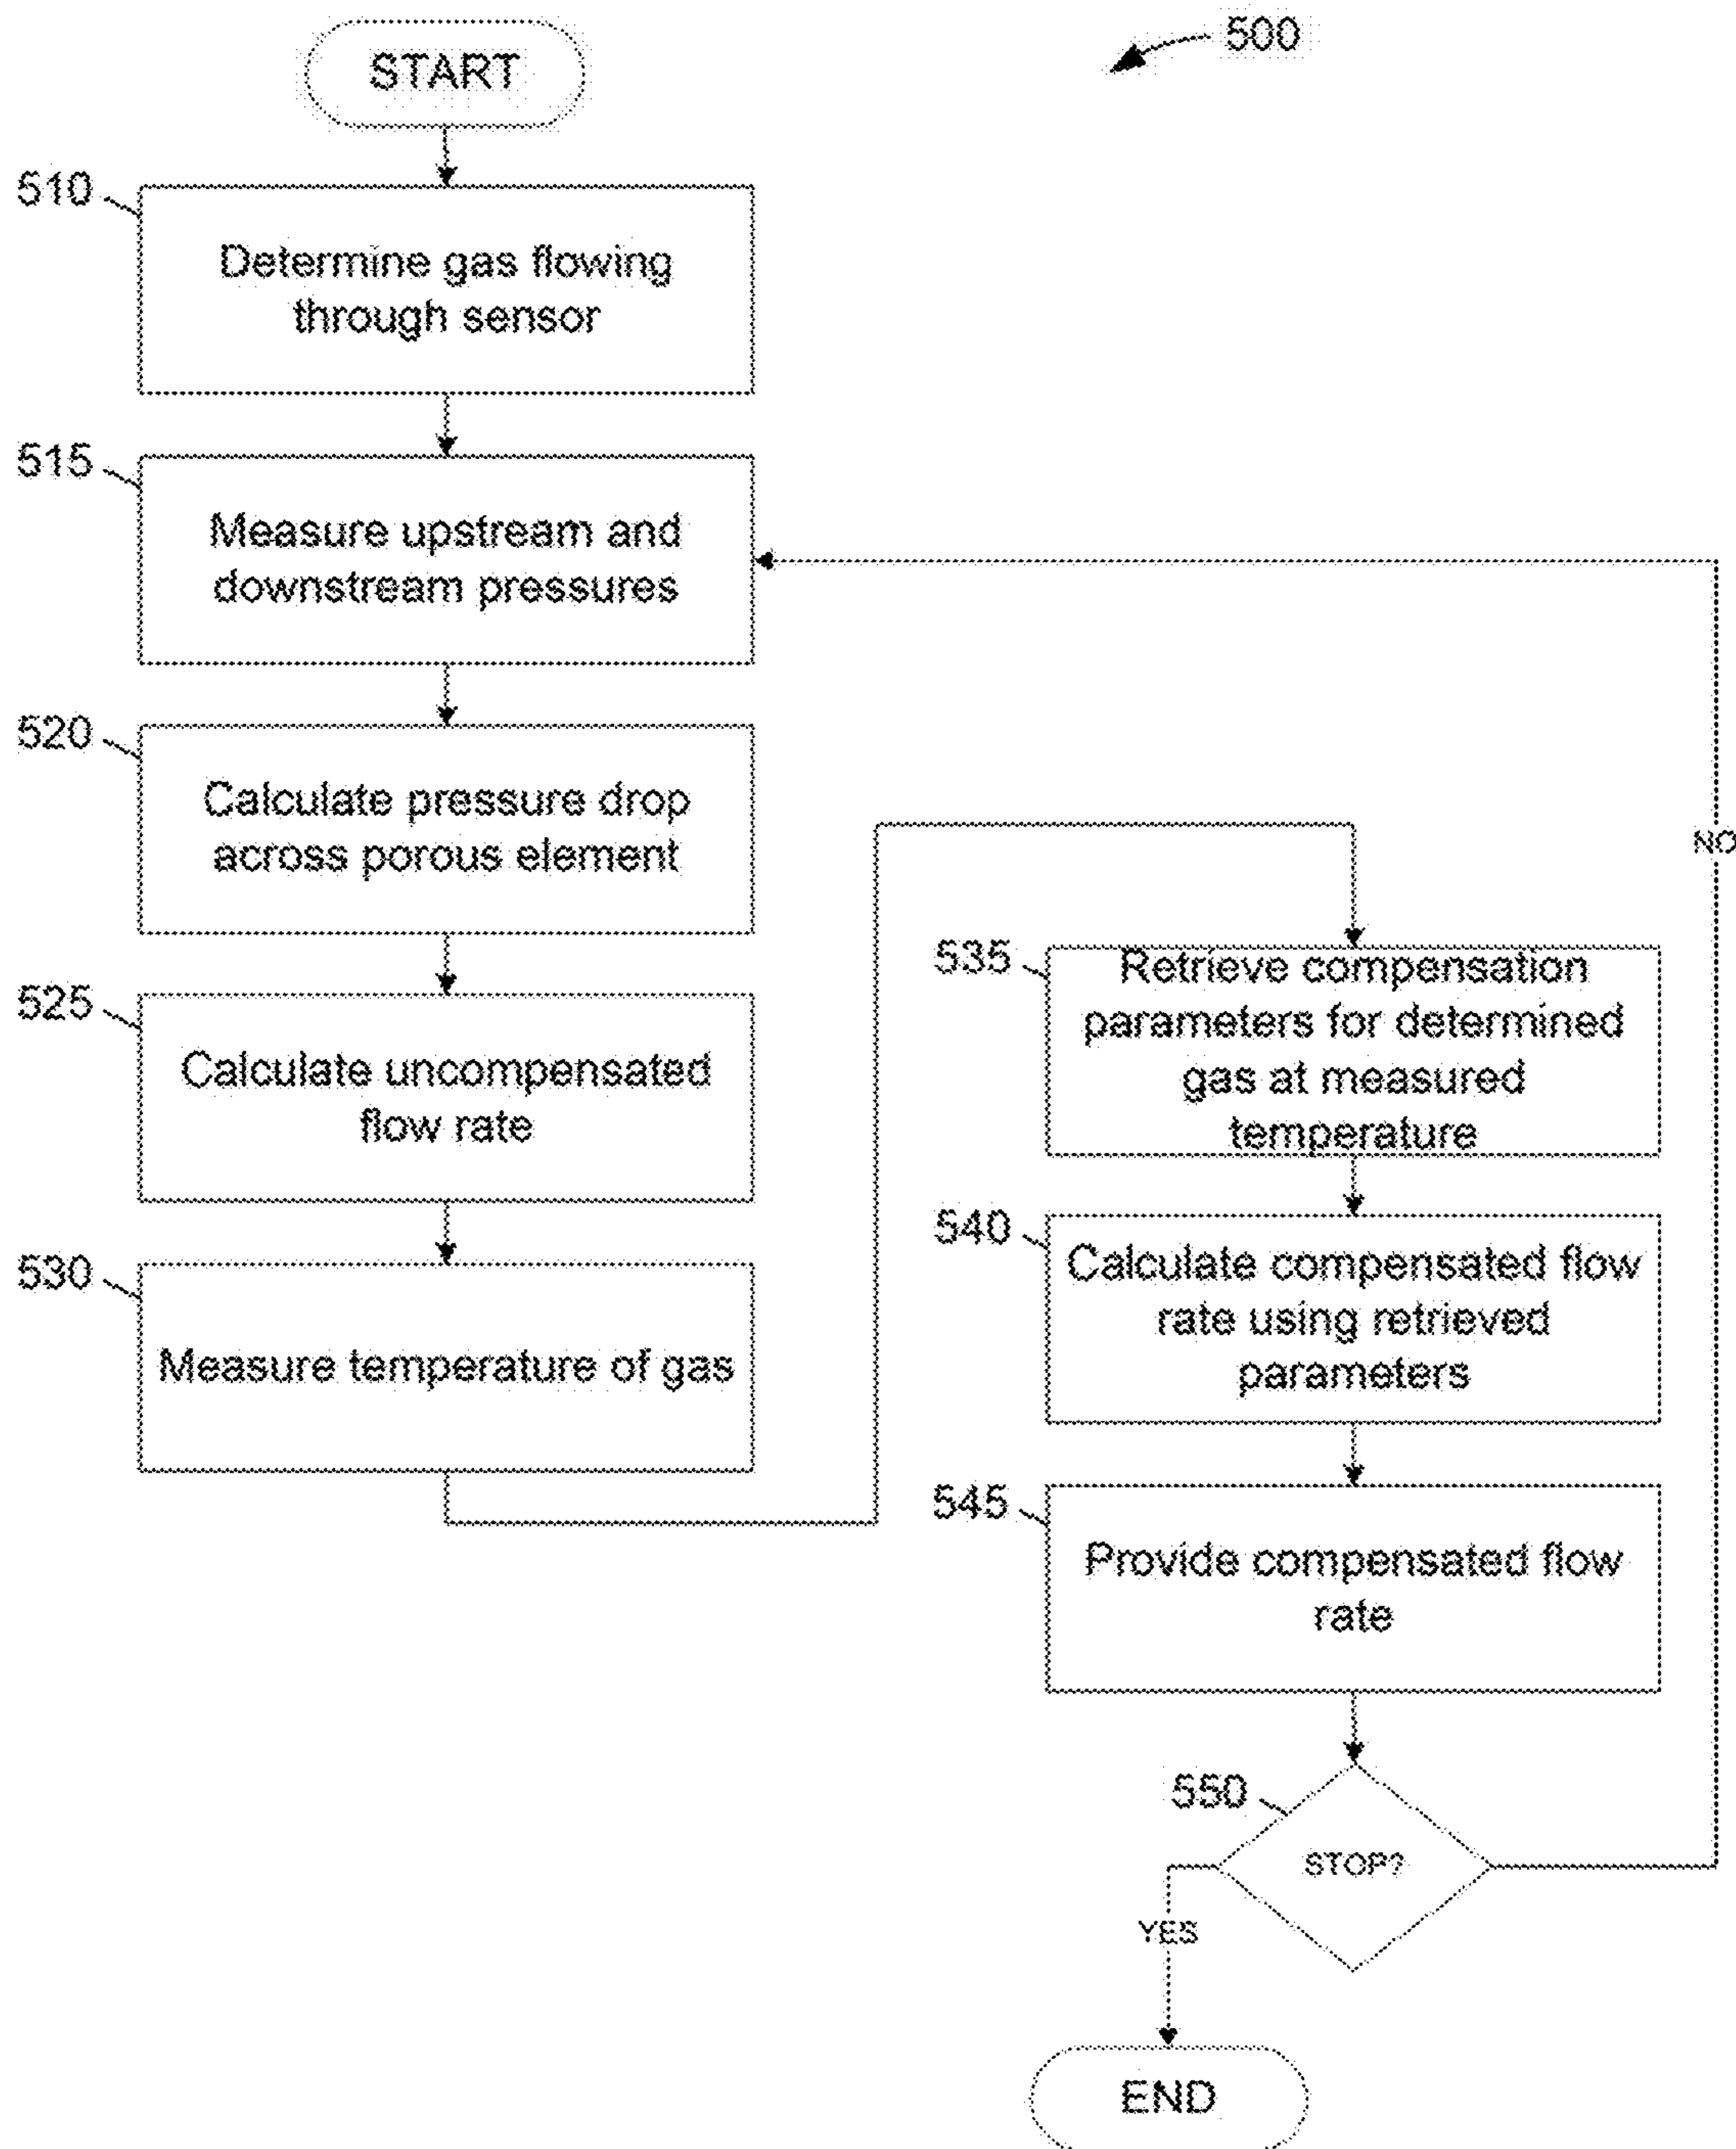 500
START
510
Determine gas flowing
through sensor
515
Measure upstream and
downstream pressures
520
Calculate pressure drop
across porous element
525
Calculate uncompensated
flow rate
530
Measure temperature of gas
535
Retrieve compensation
parameters for determined
gas at measured
temperature
540
Calculate compensated flow
rate using retrieved
parameters
545
Provide compensated flow
rate
550
STOP?
NO
YES
END